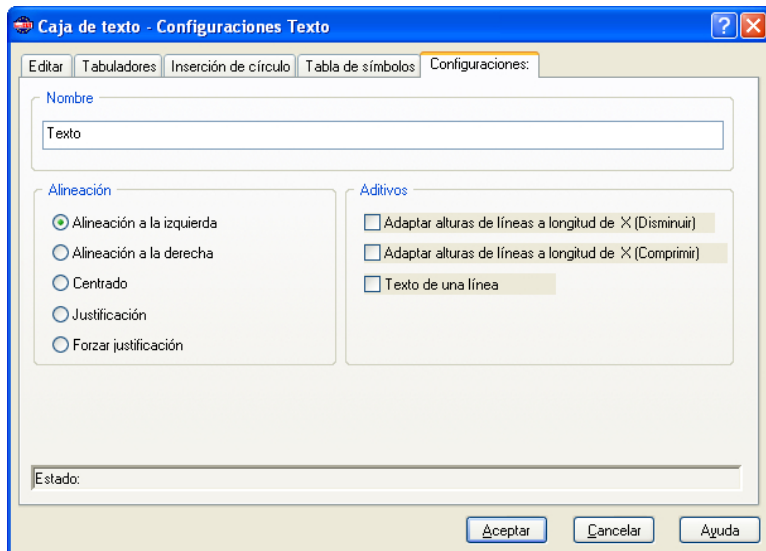 Caja de texto - Configuraciones Texto
Editar Tabuladores Inserción de círculo Tabla de símbolos Configuraciones:
Nombre
Texto
Alineación
Alineación a la izquierda
Alineación a la derecha
Centrado
Justificación
Forzar justificación
Aditivos
Adaptar alturas de líneas a longitud de X (Disminuir)
Adaptar alturas de líneas a longitud de X (Comprimir)
Texto de una línea
Estado:
Aceptar Cancelar Ayuda